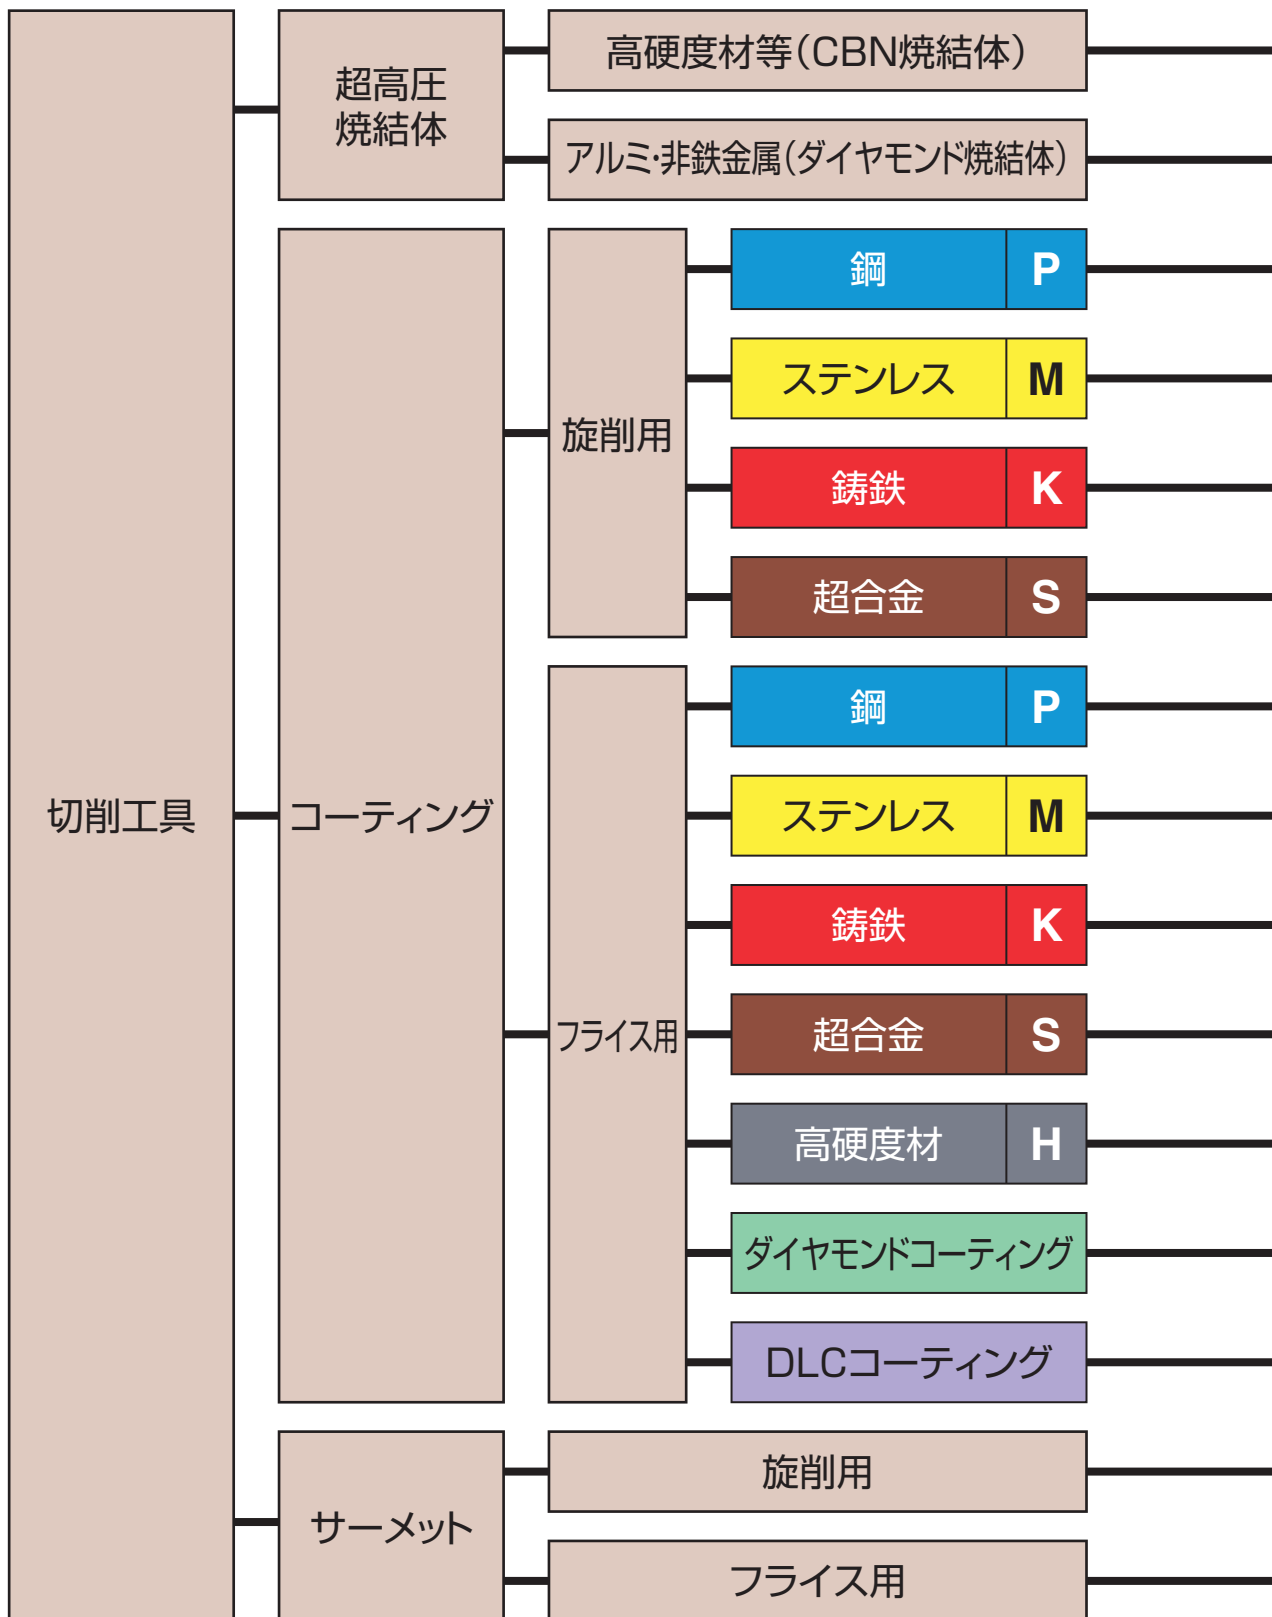 切削工具
超高圧
焼結体
高硬度材等(CBN焼結体)
アルミ・非鉄金属(ダイヤモンド焼結体)
コーティング
旋削用
鋼 P
ステンレス M
鋳鉄 K
超合金 S
フライス用
鋼 P
ステンレス M
鋳鉄 K
超合金 S
高硬度材 H
ダイヤモンドコーティング
DLCコーティング
サーメット
旋削用
フライス用